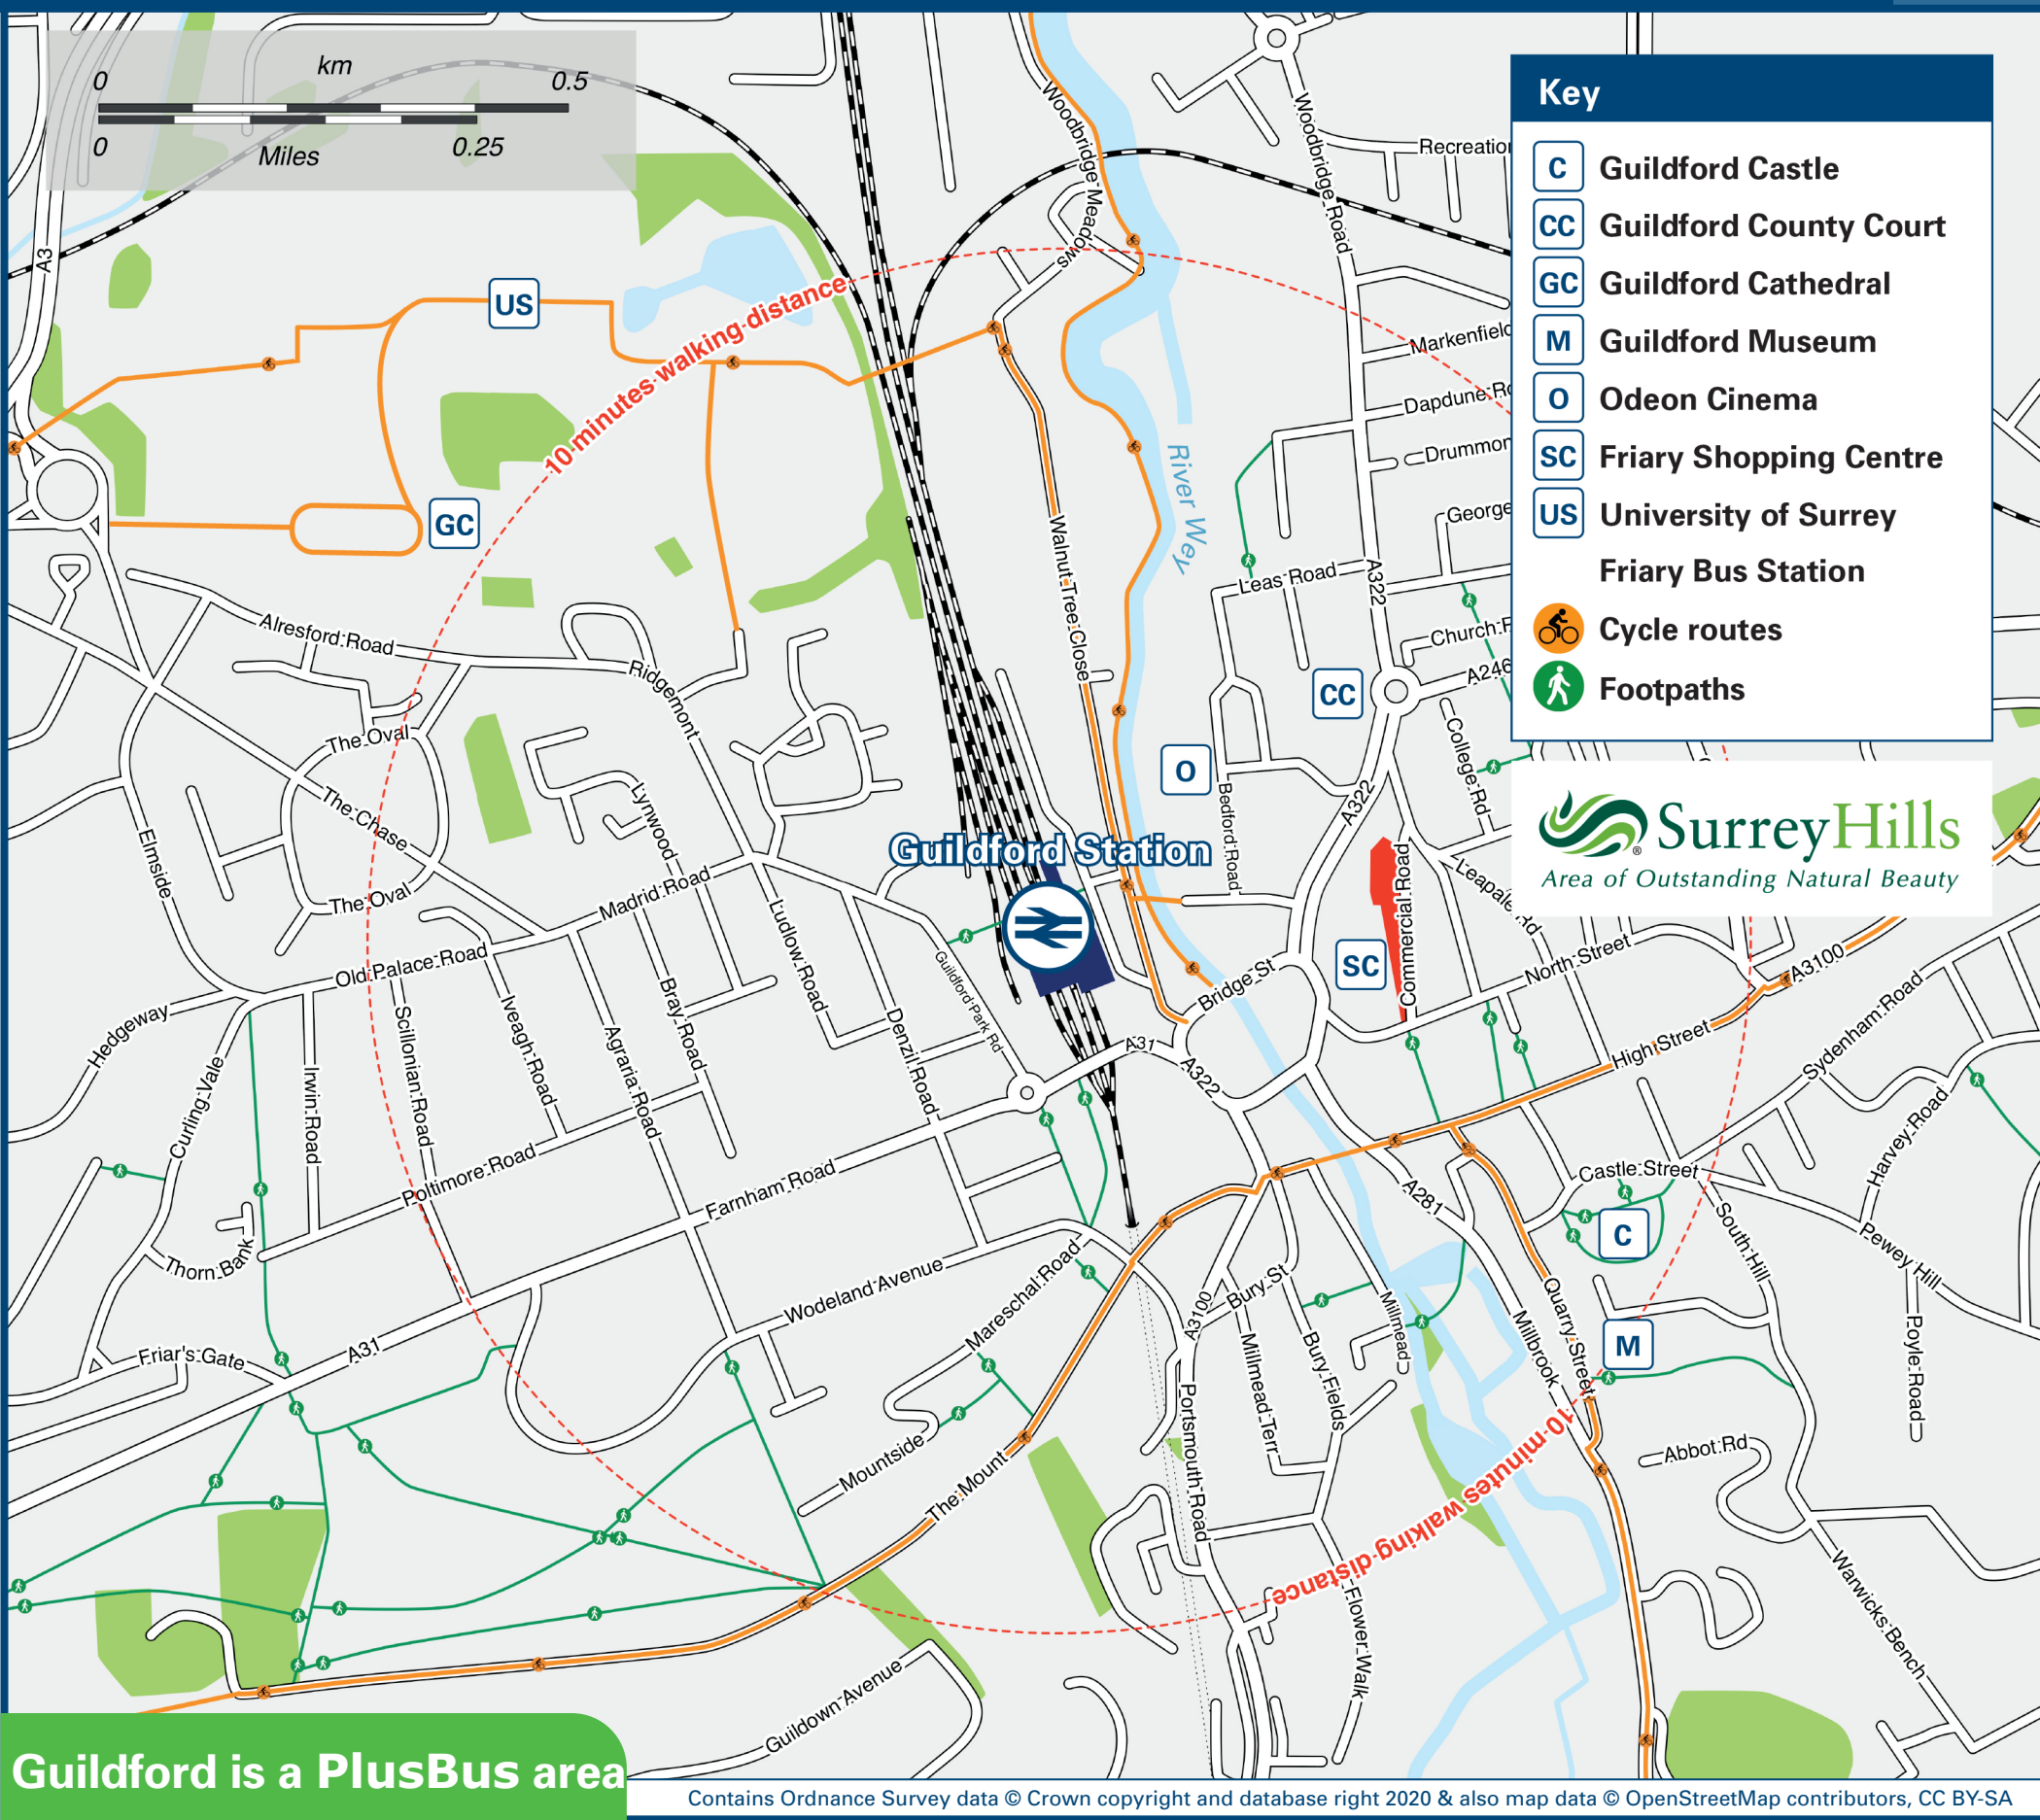 km
0
0.5
0
0.25
Miles
Key
C Guildford Castle
CC Guildford County Court
GC Guildford Cathedral
M Guildford Museum
O Odeon Cinema
SC Friary Shopping Centre
US University of Surrey
Friary Bus Station
Cycle routes
Footpaths
SurreyHills
®
Area of Outstanding Natural Beauty
A3
US
GC
10 minutes walking distance
Woodbridge Meadows
Woodbridge Road
Recreation
Markenfield
Dapdune Ro
Drummon
George
River Wey
Walnut Tree Close
Leas Road
A322
Church R
A246
CC
College Rd
O
Bedford Road
A322
Alresford Road
Ridgemont
The Oval
The Chase
Lynwood
Elmside
The Oval
Madrid Road
Old Palace Road
Guildford Station
Ludlow Road
Guildford Park Rd
Commercial Road
SC
Leapale Rd
North Street
A3100
Bridge St
High Street
Sydenham Road
Hedgeway
Curling Vale
Irwin Road
Scillonian Road
Iveagh Road
Agraria Road
Bray Road
Denzil Road
A31
A322
Poltimore Road
Farnham Road
Castle Street
Harvey Road
C
South Hill
Pewey Hill
A281
Thorn Bank
Wodeland Avenue
Mareschal Road
A3100
Bury St
Millmead
Quarry Street
Millbrook
M
Poyle Road
Friar's Gate
A31
Millmead Terr
Bury Fields
Portsmouth Road
Mountside
The Mount
10 minutes walking distance
Abbot Rd
Warwicks Bench
Flower Walk
Guildown Avenue
Guildford is a PlusBus area
Contains Ordnance Survey data © Crown copyright and database right 2020 & also map data © OpenStreetMap contributors, CC BY-SA